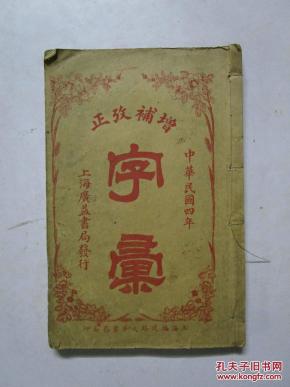 增補攷正
中華民國四年
字彙
上海廣益書局發行
孔夫子旧书网